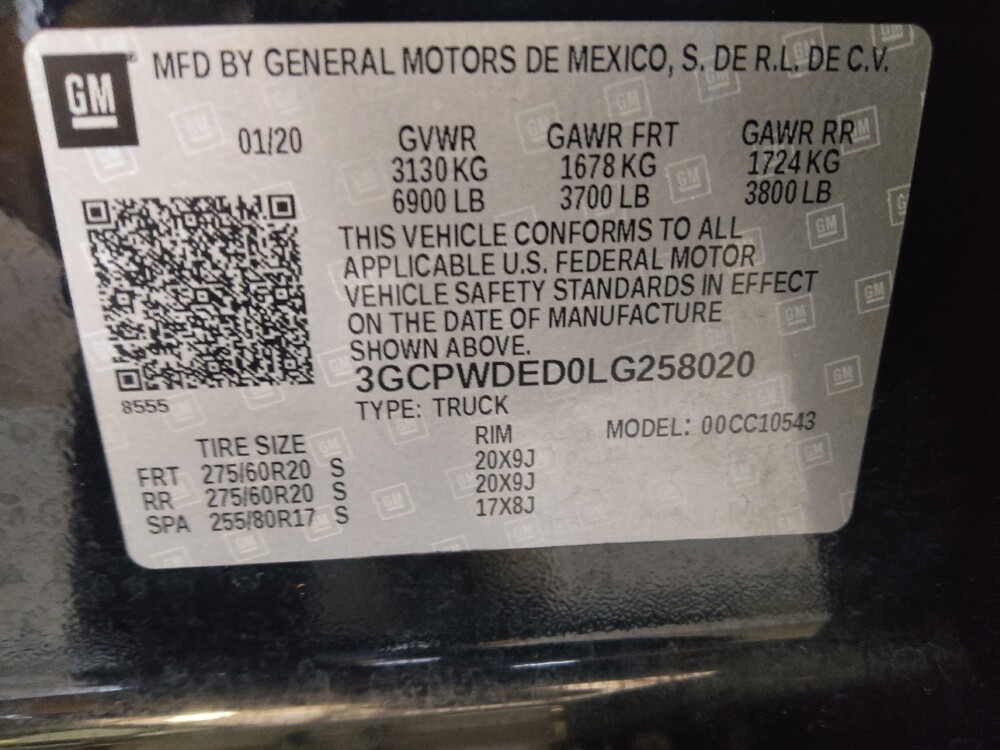 GM MFD BY GENERAL MOTORS DE MEXICO, S. DE R.L. DE C.V.
01/20 GVWR GAWR FRT GAWR RR
3130 KG 1678 KG 1724 KG
6900 LB 3700 LB 3800 LB
THIS VEHICLE CONFORMS TO ALL
APPLICABLE U.S. FEDERAL MOTOR
VEHICLE SAFETY STANDARDS IN EFFECT
ON THE DATE OF MANUFACTURE
SHOWN ABOVE.
3GCPWDED0LG258020
8555 TYPE: TRUCK
TIRE SIZE RIM MODEL: 00CC10543
FRT 275/60R20 S 20X9J
RR 275/60R20 S 20X9J
SPA 255/80R17 S 17X8J